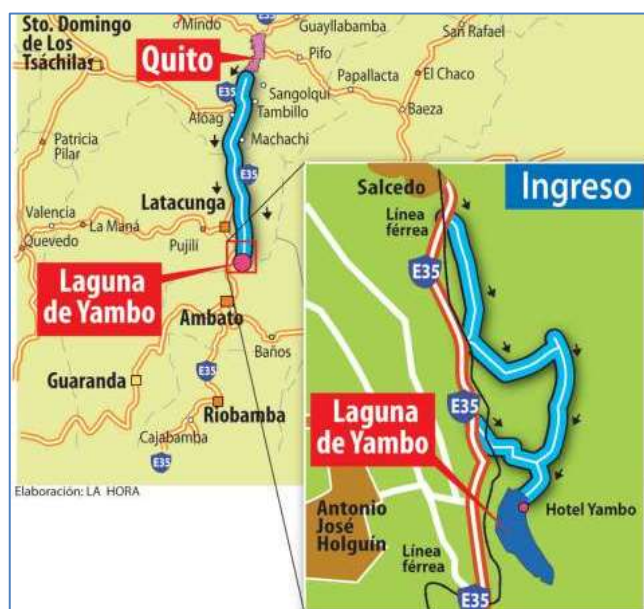 Sto. Domingo
de Los
Tsáchilas
Mindo
Guayllabamba
San Rafael
Quito
Pifo
E35
Papallacta
El Chaco
Sangolquí
Aloag
Tambillo
Baeza
Machachi
Patricia
Pilar
E35
Latacunga
Valencia
La Maná
Quevedo
Pujilí
Laguna
de Yambo
Ambato
Baños
Guaranda
E35
Riobamba
Cajabamba
E35
Elaboración: LA HORA
Ingreso
Salcedo
Línea
férrea
E35
E35
Laguna
de Yambo
Antonio
José
Holguín
Hotel Yambo
Línea
férrea
E35